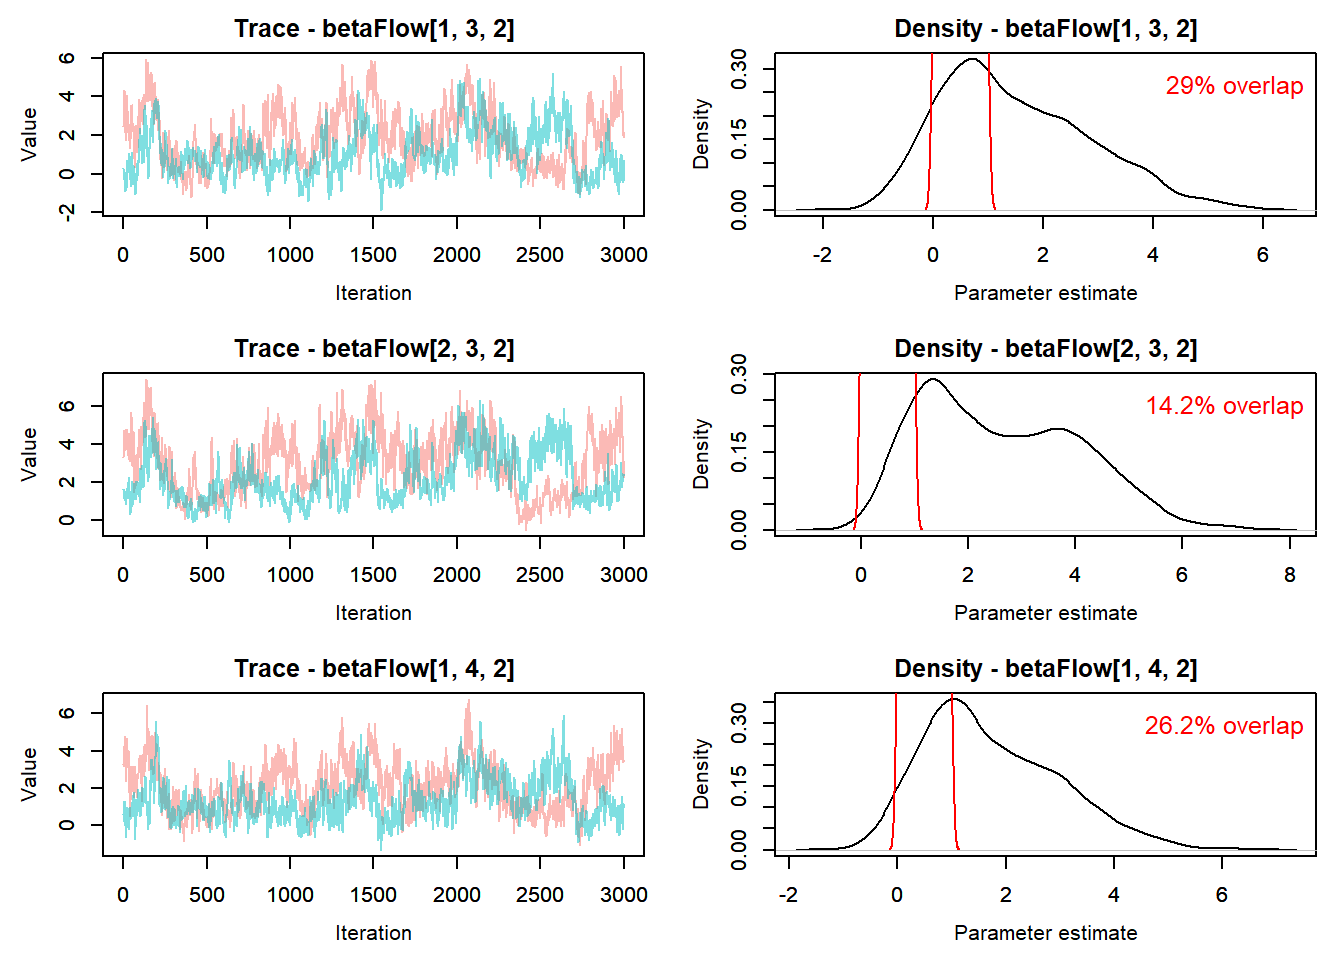 Trace - betaFlow[1, 3, 2]
Value
-2 0 2 4 6
0 500 1000 1500 2000 2500 3000
Iteration
Density - betaFlow[1, 3, 2]
29% overlap
Density
0.00 0.15 0.30
-2 0 2 4 6
Parameter estimate
Trace - betaFlow[2, 3, 2]
Value
0 2 4 6
0 500 1000 1500 2000 2500 3000
Iteration
Density - betaFlow[2, 3, 2]
14.2% overlap
Density
0.00 0.15 0.30
0 2 4 6 8
Parameter estimate
Trace - betaFlow[1, 4, 2]
Value
0 2 4 6
0 500 1000 1500 2000 2500 3000
Iteration
Density - betaFlow[1, 4, 2]
26.2% overlap
Density
0.00 0.15 0.30
-2 0 2 4 6
Parameter estimate